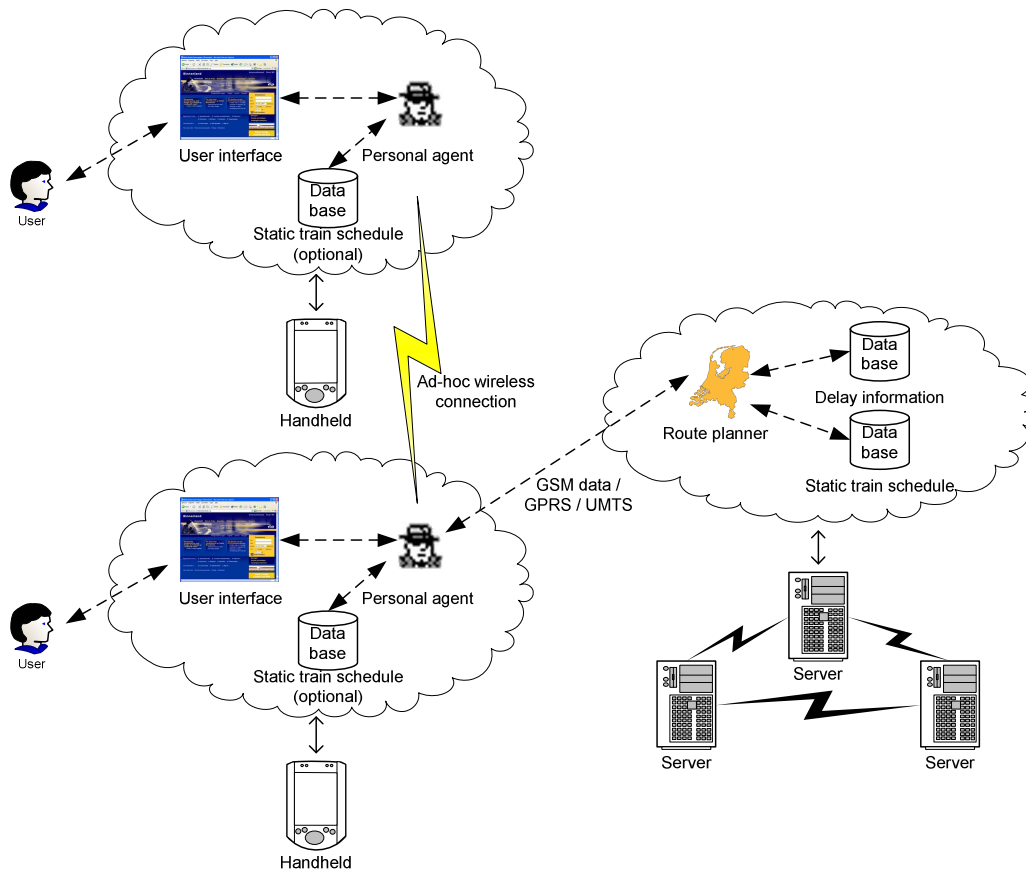 User interface
Personal agent
User
Data
base
Static train schedule
(optional)
Handheld
Ad-hoc wireless
connection
Data
base
Delay information
Route planner
Data
base
Static train schedule
GSM data /
GPRS / UMTS
User interface
Personal agent
User
Data
base
Static train schedule
(optional)
Handheld
Server
Server
Server